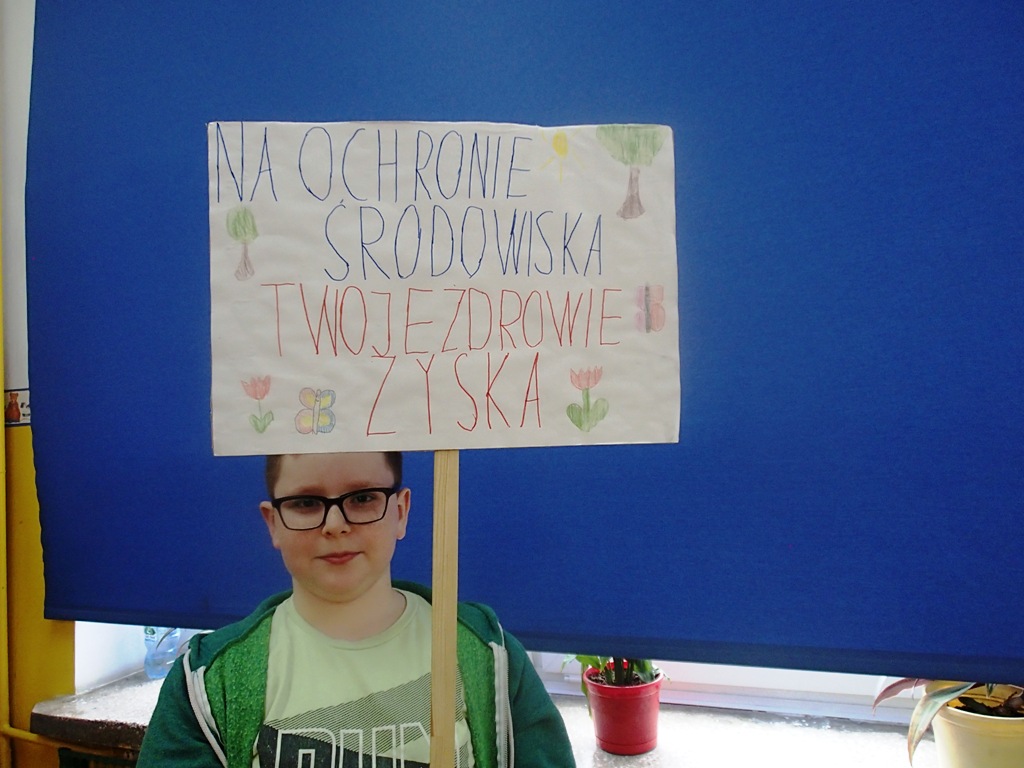 NA OCHRONIE
ŚRODOWISKA
TWOJE ZDROWIE
ZYSKA